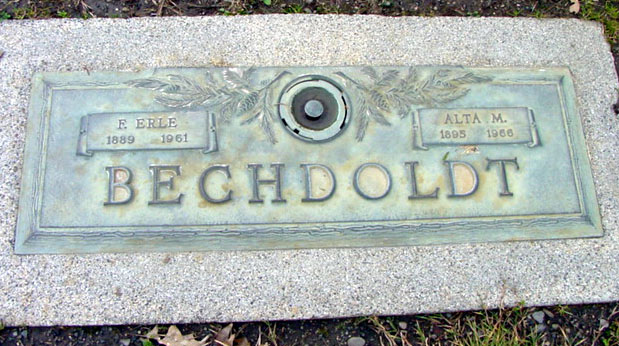 F. ERLE
1889 1961
ALTA M.
1895 1966
BECHDOLDT